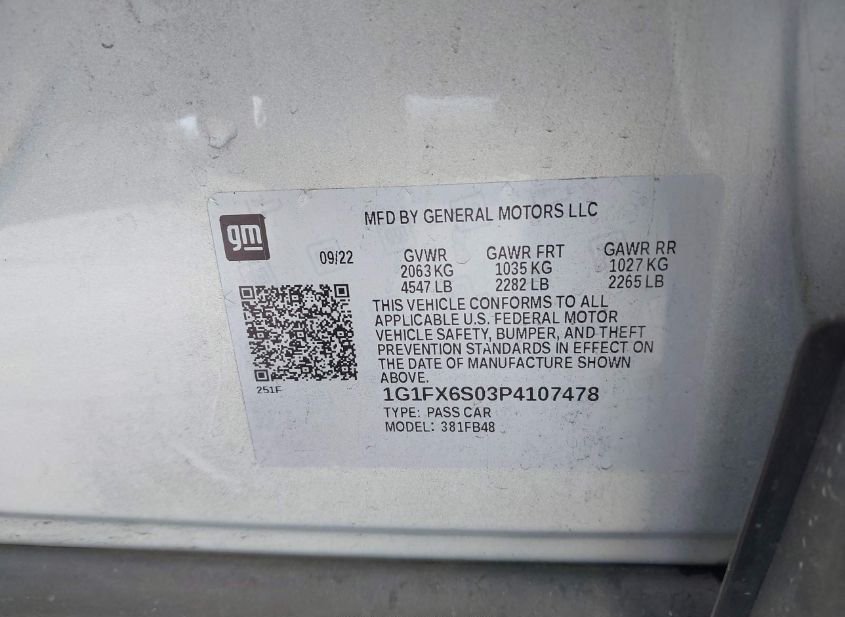 gm
MFD BY GENERAL MOTORS LLC
09/22 GVWR GAWR FRT GAWR RR
2063 KG 1035 KG 1027 KG
4547 LB 2282 LB 2265 LB
THIS VEHICLE CONFORMS TO ALL
APPLICABLE U.S. FEDERAL MOTOR
VEHICLE SAFETY, BUMPER, AND THEFT
PREVENTION STANDARDS IN EFFECT ON
THE DATE OF MANUFACTURE SHOWN
ABOVE.
251F
1G1FX6S03P4107478
TYPE: PASS CAR
MODEL: 381FB48